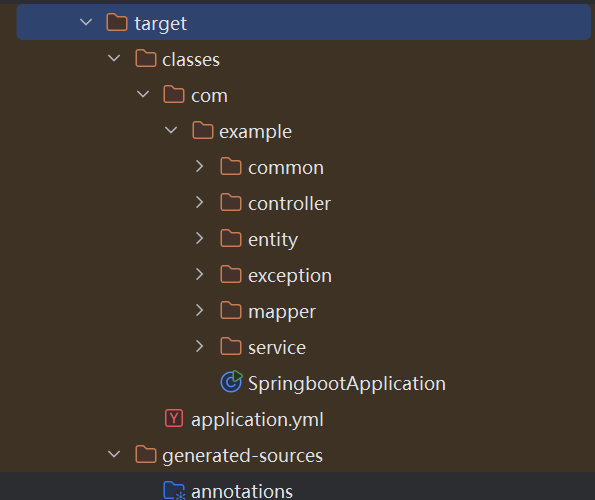 target
classes
com
example
common
controller
entity
exception
mapper
service
SpringbootApplication
application.yml
generated-sources
annotations